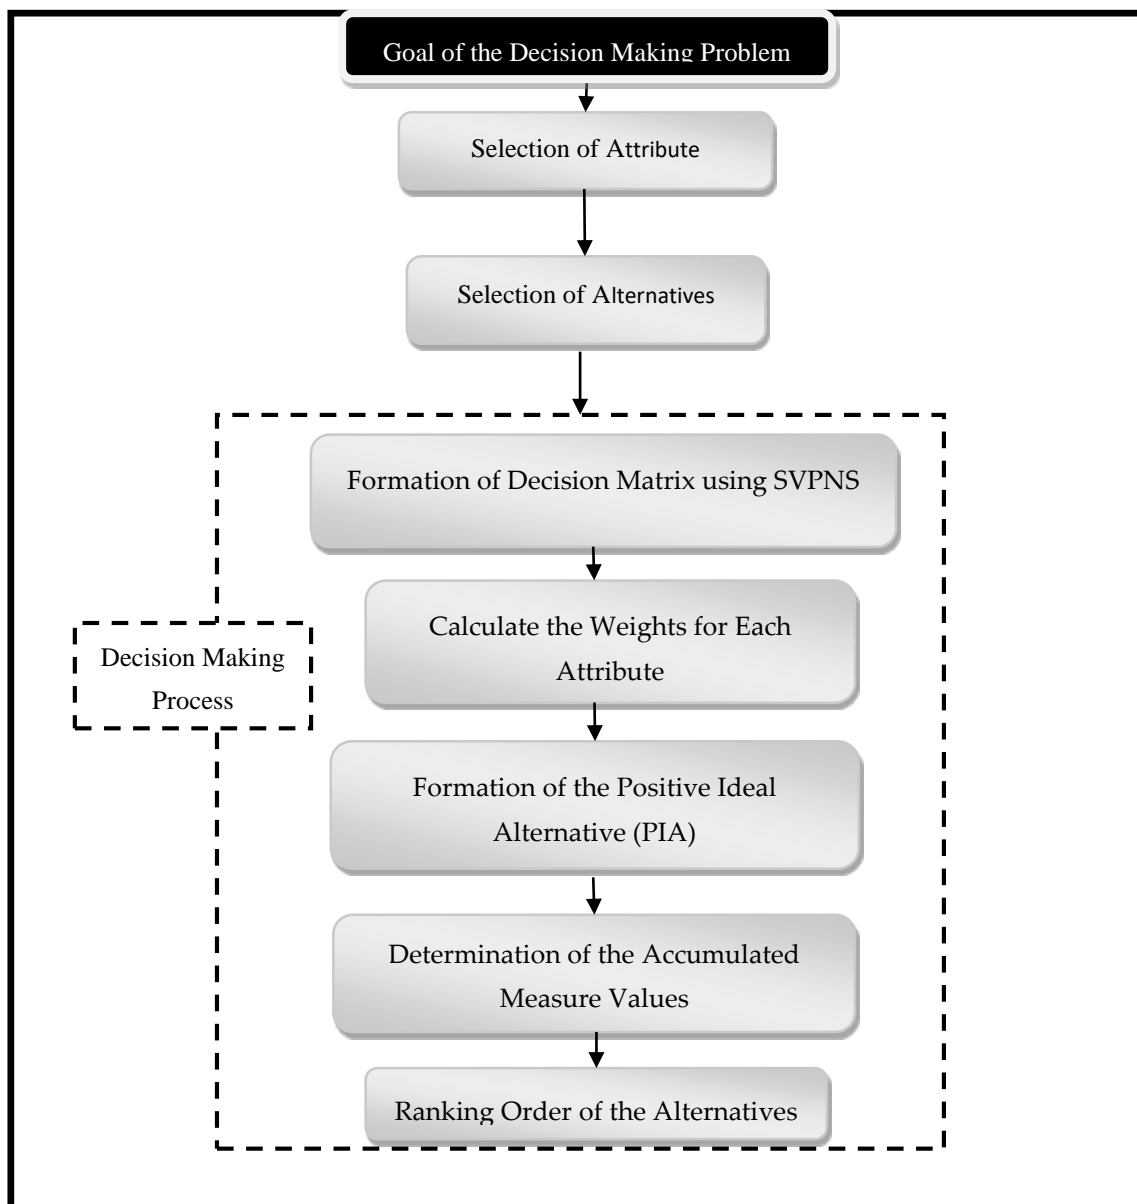 Goal of the Decision Making Problem
Selection of Attribute
Selection of Alternatives
Formation of Decision Matrix using SVPNS
Calculate the Weights for Each
Attribute
Decision Making
Process
Formation of the Positive Ideal
Alternative (PIA)
Determination of the Accumulated
Measure Values
Ranking Order of the Alternatives